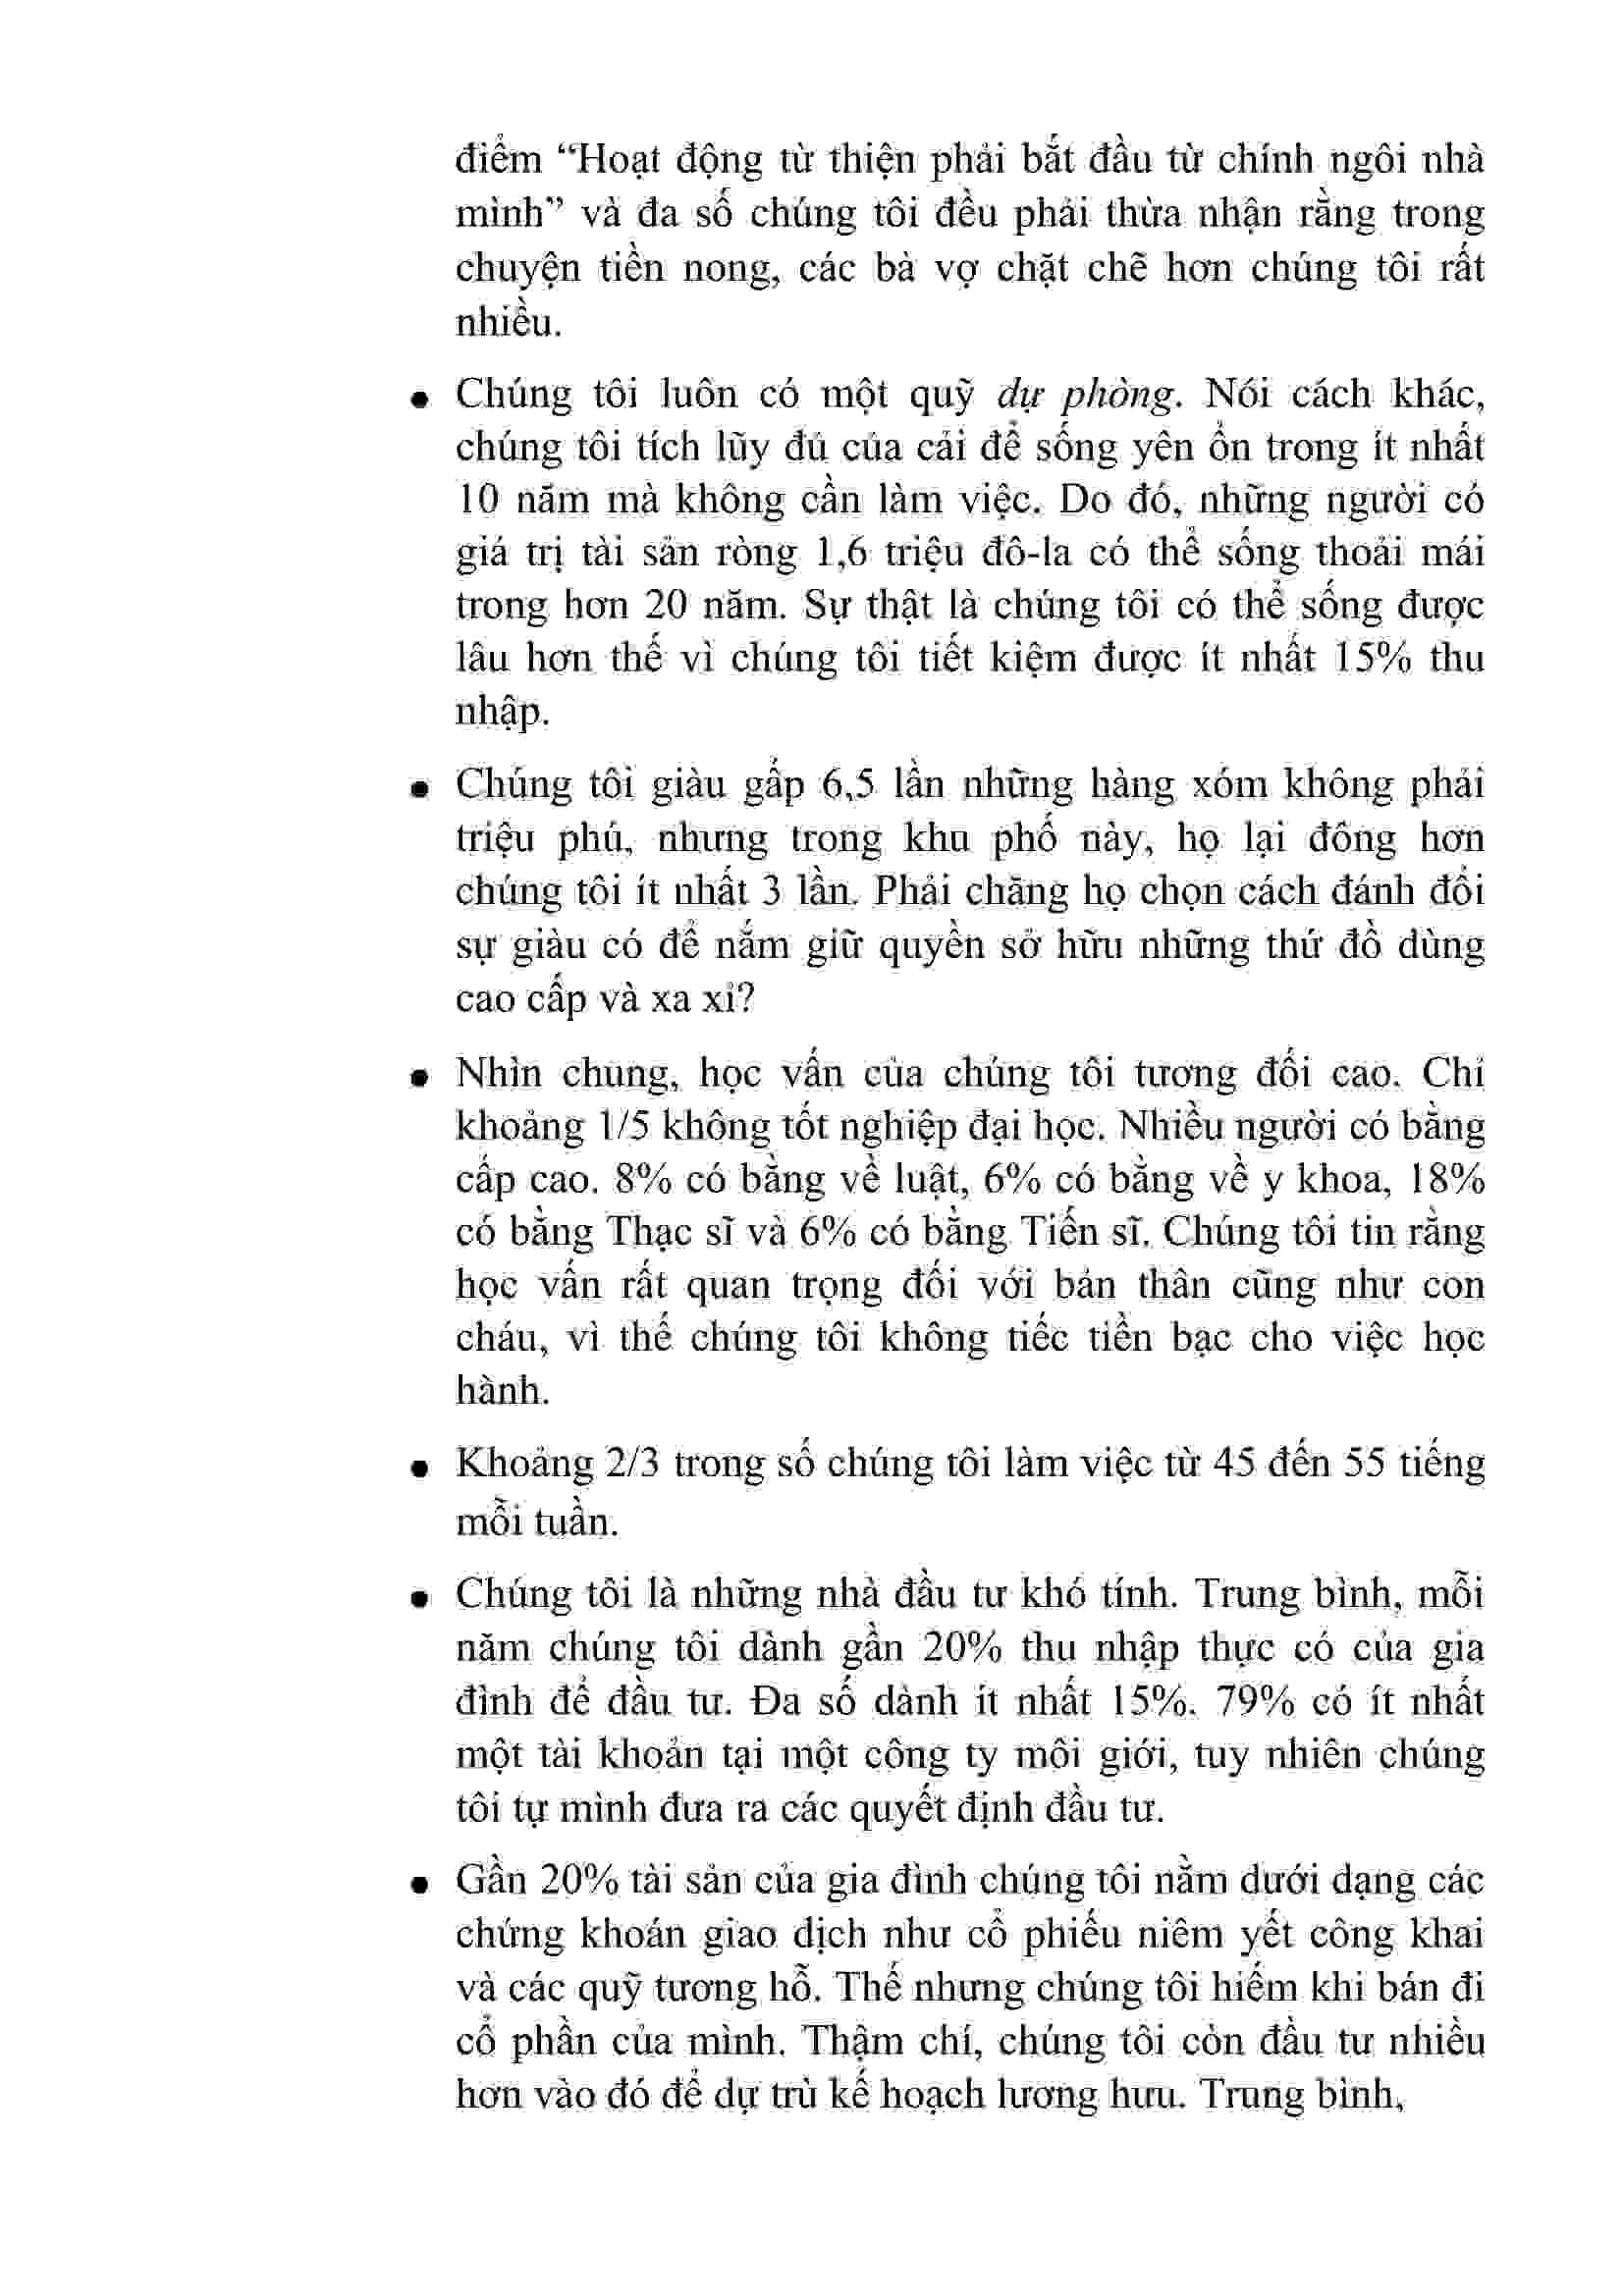 điểm “Hoạt động từ thiện phải bắt đầu từ chính ngôi nhà
mình” và đa số chúng tôi đều phải thừa nhận rằng trong
chuyện tiền nong, các bà vợ chặt chẽ hơn chúng tôi rất
nhiều.
• Chúng tôi luôn có một quỹ dự phòng. Nói cách khác,
chúng tôi tích lũy đủ của cải để sống yên ổn trong ít nhất
10 năm mà không cần làm việc. Do đó, những người có
giá trị tài sản ròng 1,6 triệu đô-la có thể sống thoải mái
trong hơn 20 năm. Sự thật là chúng tôi có thể sống được
lâu hơn thế vì chúng tôi tiết kiệm được ít nhất 15% thu
nhập.
• Chúng tôi giàu gấp 6,5 lần những hàng xóm không phải
triệu phú, nhưng trong khu phố này, họ lại đông hơn
chúng tôi ít nhất 3 lần. Phải chăng họ chọn cách đánh đổi
sự giàu có để nắm giữ quyền sở hữu những thứ đồ dùng
cao cấp và xa xỉ?
• Nhìn chung, học vấn của chúng tôi tương đối cao. Chỉ
khoảng 1/5 không tốt nghiệp đại học. Nhiều người có bằng
cấp cao. 8% có bằng về luật, 6% có bằng về y khoa, 18%
có bằng Thạc sĩ và 6% có bằng Tiến sĩ. Chúng tôi tin rằng
học vấn rất quan trọng đối với bản thân cũng như con
cháu, vì thế chúng tôi không tiếc tiền bạc cho việc học
hành.
• Khoảng 2/3 trong số chúng tôi làm việc từ 45 đến 55 tiếng
mỗi tuần.
• Chúng tôi là những nhà đầu tư khó tính. Trung bình, mỗi
năm chúng tôi dành gần 20% thu nhập thực có của gia
đình để đầu tư. Đa số dành ít nhất 15%. 79% có ít nhất
một tài khoản tại một công ty môi giới, tuy nhiên chúng
tôi tự mình đưa ra các quyết định đầu tư.
• Gần 20% tài sản của gia đình chúng tôi nằm dưới dạng các
chứng khoán giao dịch như cổ phiếu niêm yết công khai
và các quỹ tương hỗ. Thế nhưng chúng tôi hiếm khi bán đi
cổ phần của mình. Thậm chí, chúng tôi còn đầu tư nhiều
hơn vào đó để dự trù kế hoạch lương hưu. Trung bình,